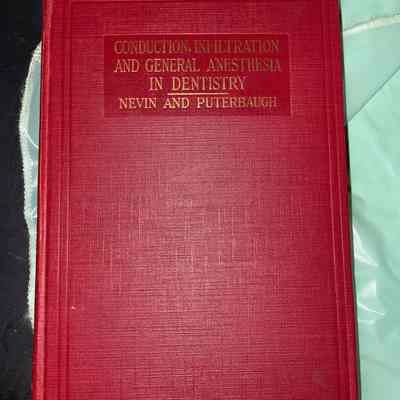 CONDUCTION, INFILTRATION
AND GENERAL ANESTHESIA
IN DENTISTRY
NEVIN AND PUTERBAUGH